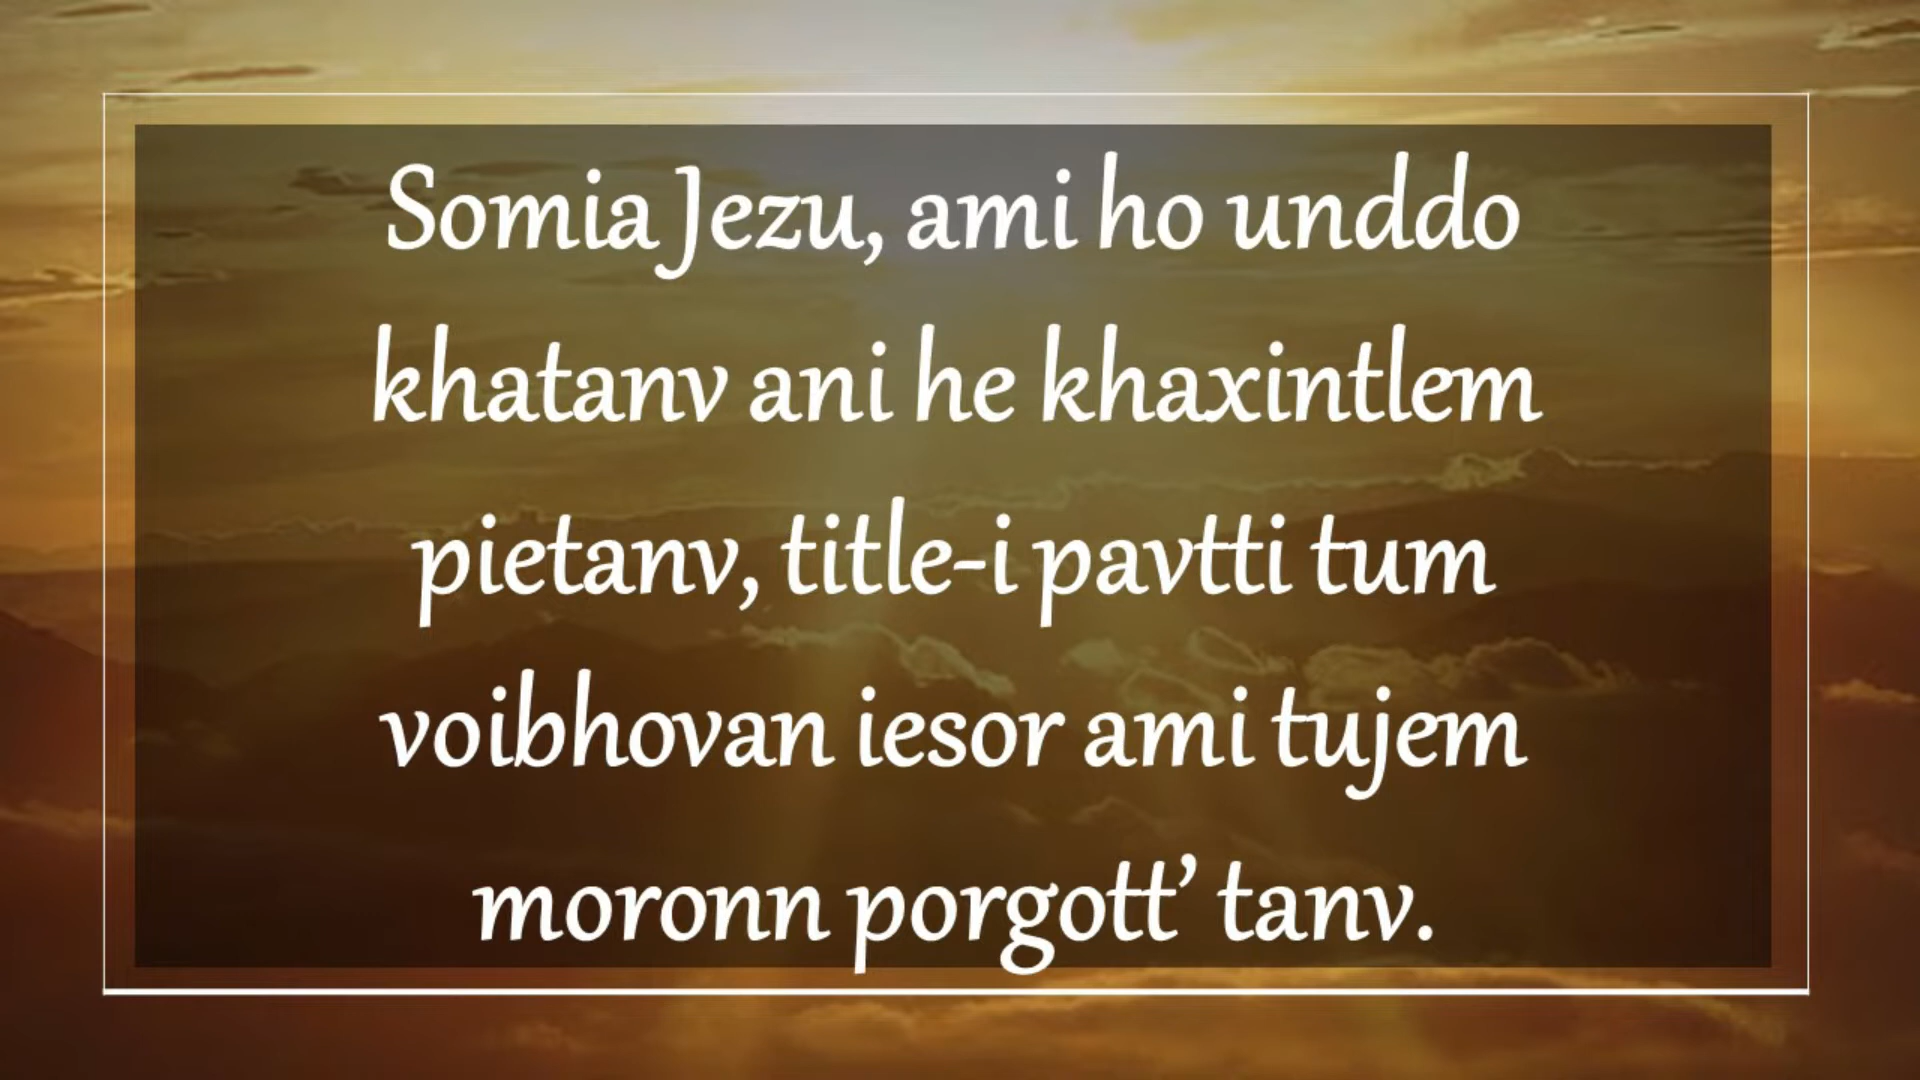 Somia Jezu, ami ho unddo
khatanv ani he khaxintlem
pietanv, title-i pavtti tum
voibhovan iesor ami tujem
moronn porgott’ tanv.